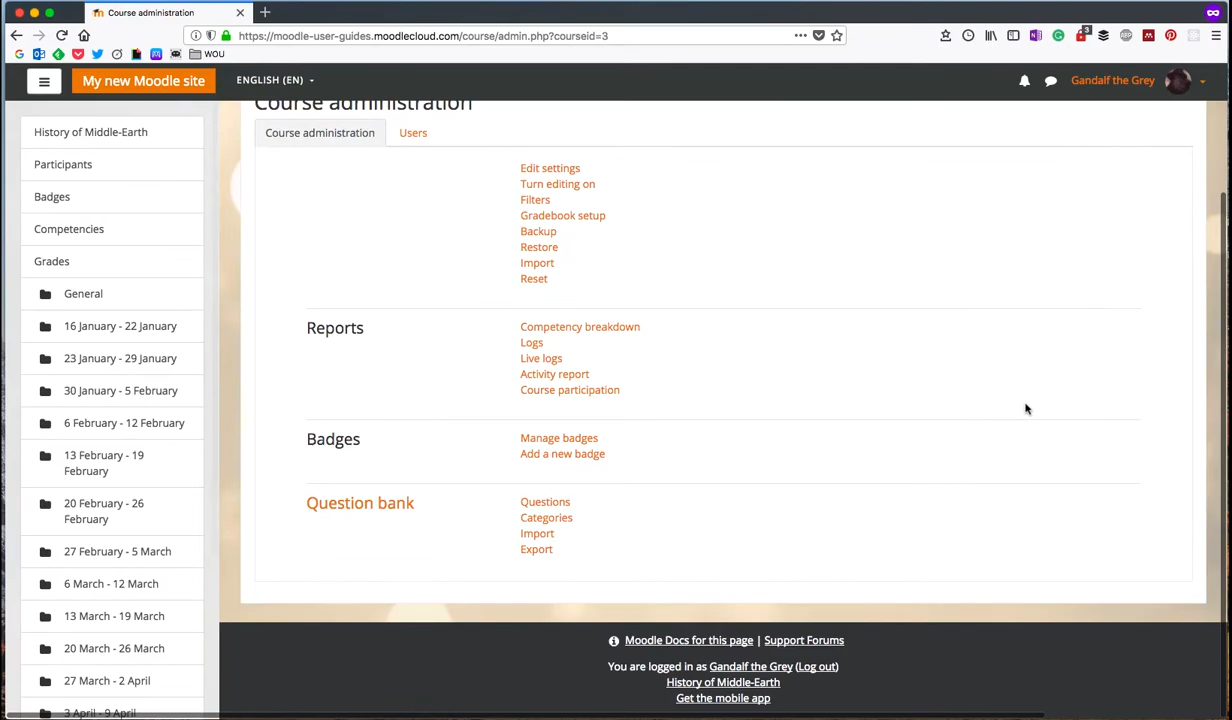 Course administration
https://moodle-user-guides.moodlecloud.com/course/admin.php?courseid=3
3
WOU
My new Moodle site
ENGLISH (EN)
Gandalf the Grey
Course administration
Course administration
Users
History of Middle-Earth
Participants
Badges
Competencies
Grades
General
16 January - 22 January
23 January - 29 January
30 January - 5 February
6 February - 12 February
13 February - 19
February
20 February - 26
February
27 February - 5 March
6 March - 12 March
13 March - 19 March
20 March - 26 March
27 March - 2 April
3 April - 9 April
Edit settings
Turn editing on
Filters
Gradebook setup
Backup
Restore
Import
Reset
Reports
Competency breakdown
Logs
Live logs
Activity report
Course participation
Badges
Manage badges
Add a new badge
Question bank
Questions
Categories
Import
Export
Moodle Docs for this page | Support Forums
You are logged in as Gandalf the Grey (Log out)
History of Middle-Earth
Get the mobile app